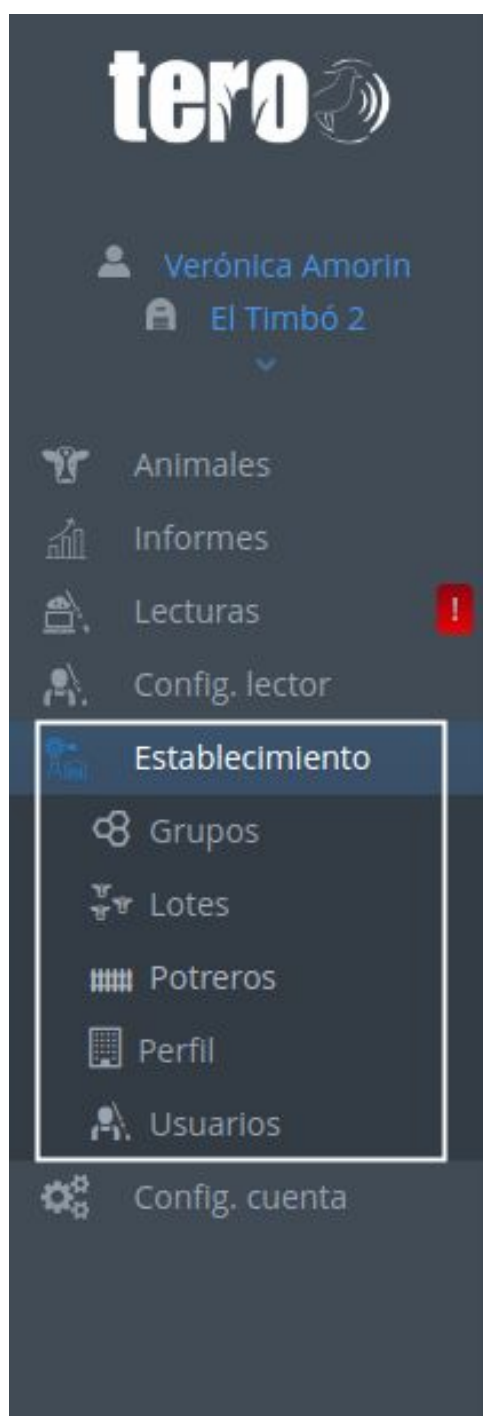 tero
Verónica Amorin
El Timbó 2
Animales
Informes
Lecturas !
Config. lector
Establecimiento
Grupos
Lotes
Potreros
Perfil
Usuarios
Config. cuenta